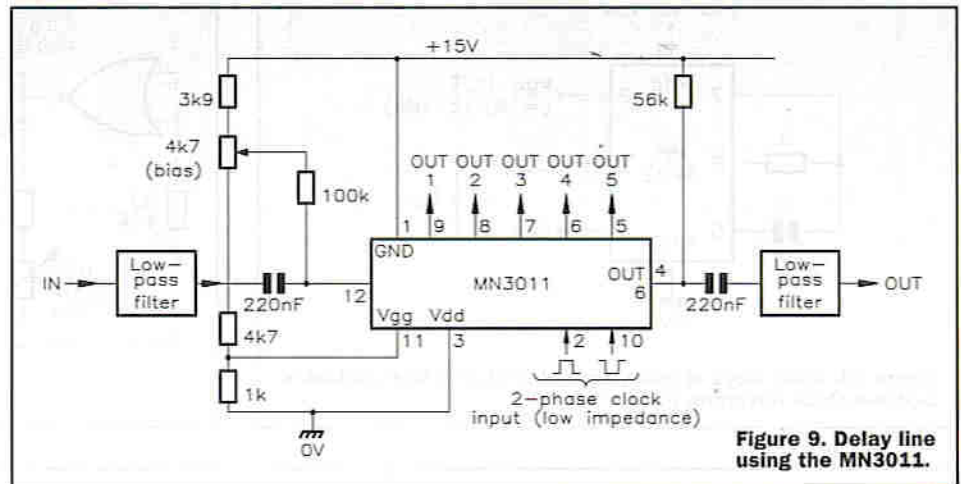 +15V
3k9
56k
4k7
(bias)
100k
OUT OUT OUT OUT OUT
1 2 3 4 5
1 9 8 7 6 5
GND
IN
Low-
pass
filter
220nF
12
MN3011
OUT
6
4
220nF
Low-
pass
filter
OUT
Vgg Vdd
11 3 2 10
4k7
1k
2-phase clock
input (low impedance)
0V
Figure 9. Delay line
using the MN3011.